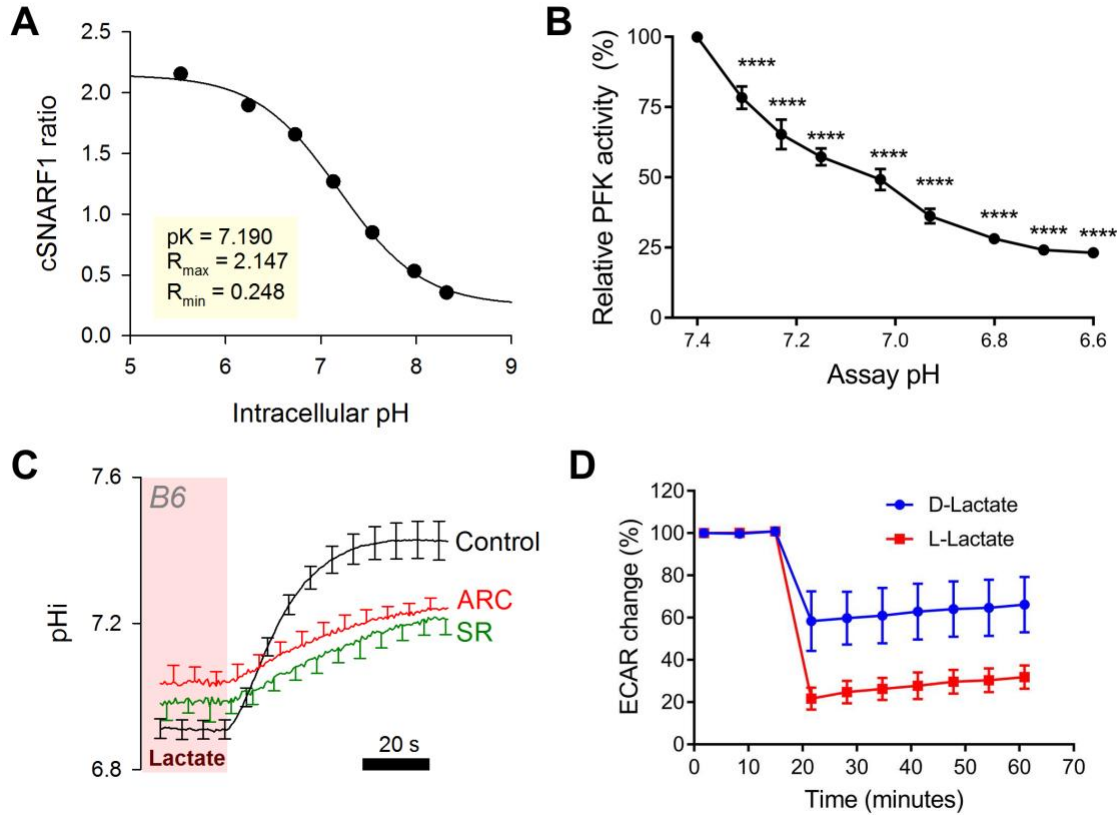 A
cSNARF1 ratio
2.5
2.0
1.5
1.0
0.5
0.0
pK = 7.190
Rmax = 2.147
Rmin = 0.248
5 6 7 8 9
Intracellular pH
B
Relative PFK activity (%)
100
75
50
25
0
****
****
****
****
****
****
****
****
7.4 7.2 7.0 6.8 6.6
Assay pH
C
pHi
7.6
7.2
6.8
B6
Control
ARC
SR
Lactate
20 s
D
ECAR change (%)
120
100
80
60
40
20
0
D-Lactate
L-Lactate
0 10 20 30 40 50 60 70
Time (minutes)